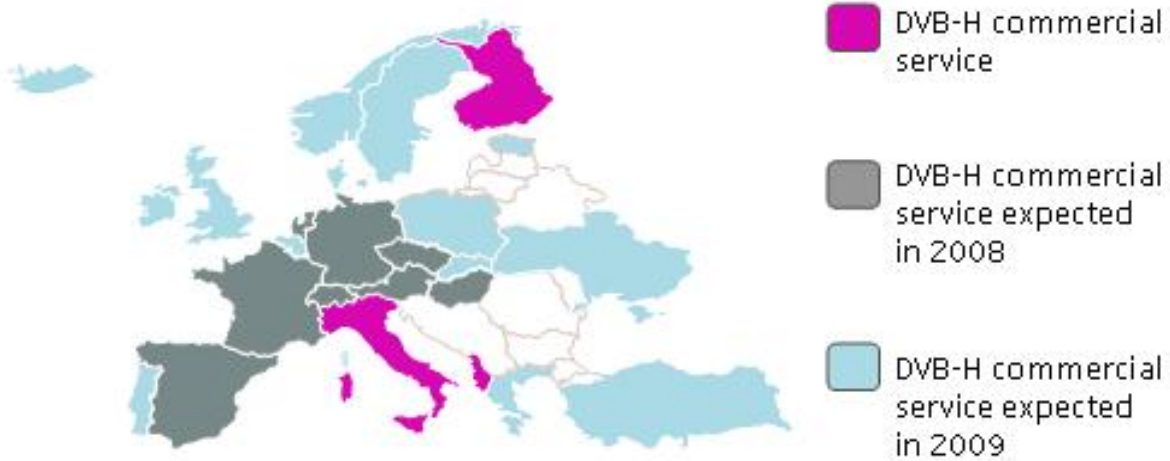 DVB-H commercial
service
DVB-H commercial
service expected
in 2008
DVB-H commercial
service expected
in 2009